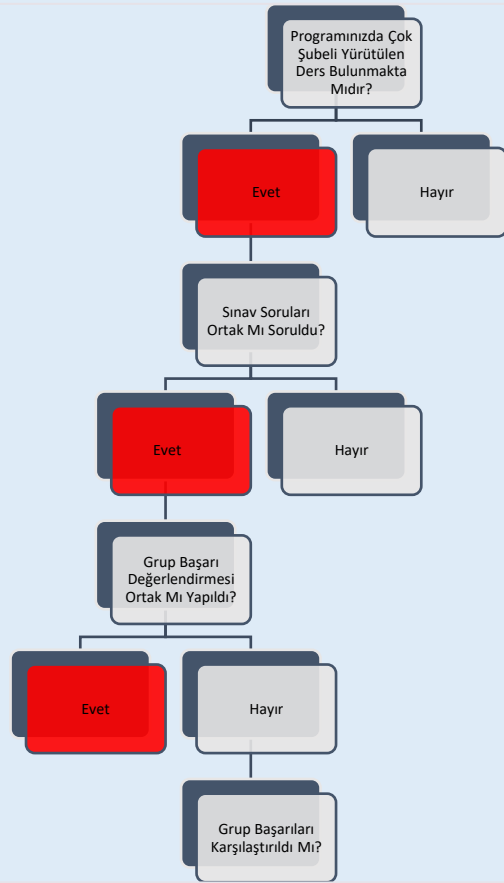 Programınızda Çok
Şubeli Yürütülen
Ders Bulunmakta
Mıdır?
Evet
Hayır
Sınav Soruları
Ortak Mı Soruldu?
Evet
Hayır
Grup Başarı
Değerlendirmesi
Ortak Mı Yapıldı?
Evet
Hayır
Grup Başarıları
Karşılaştırıldı Mı?